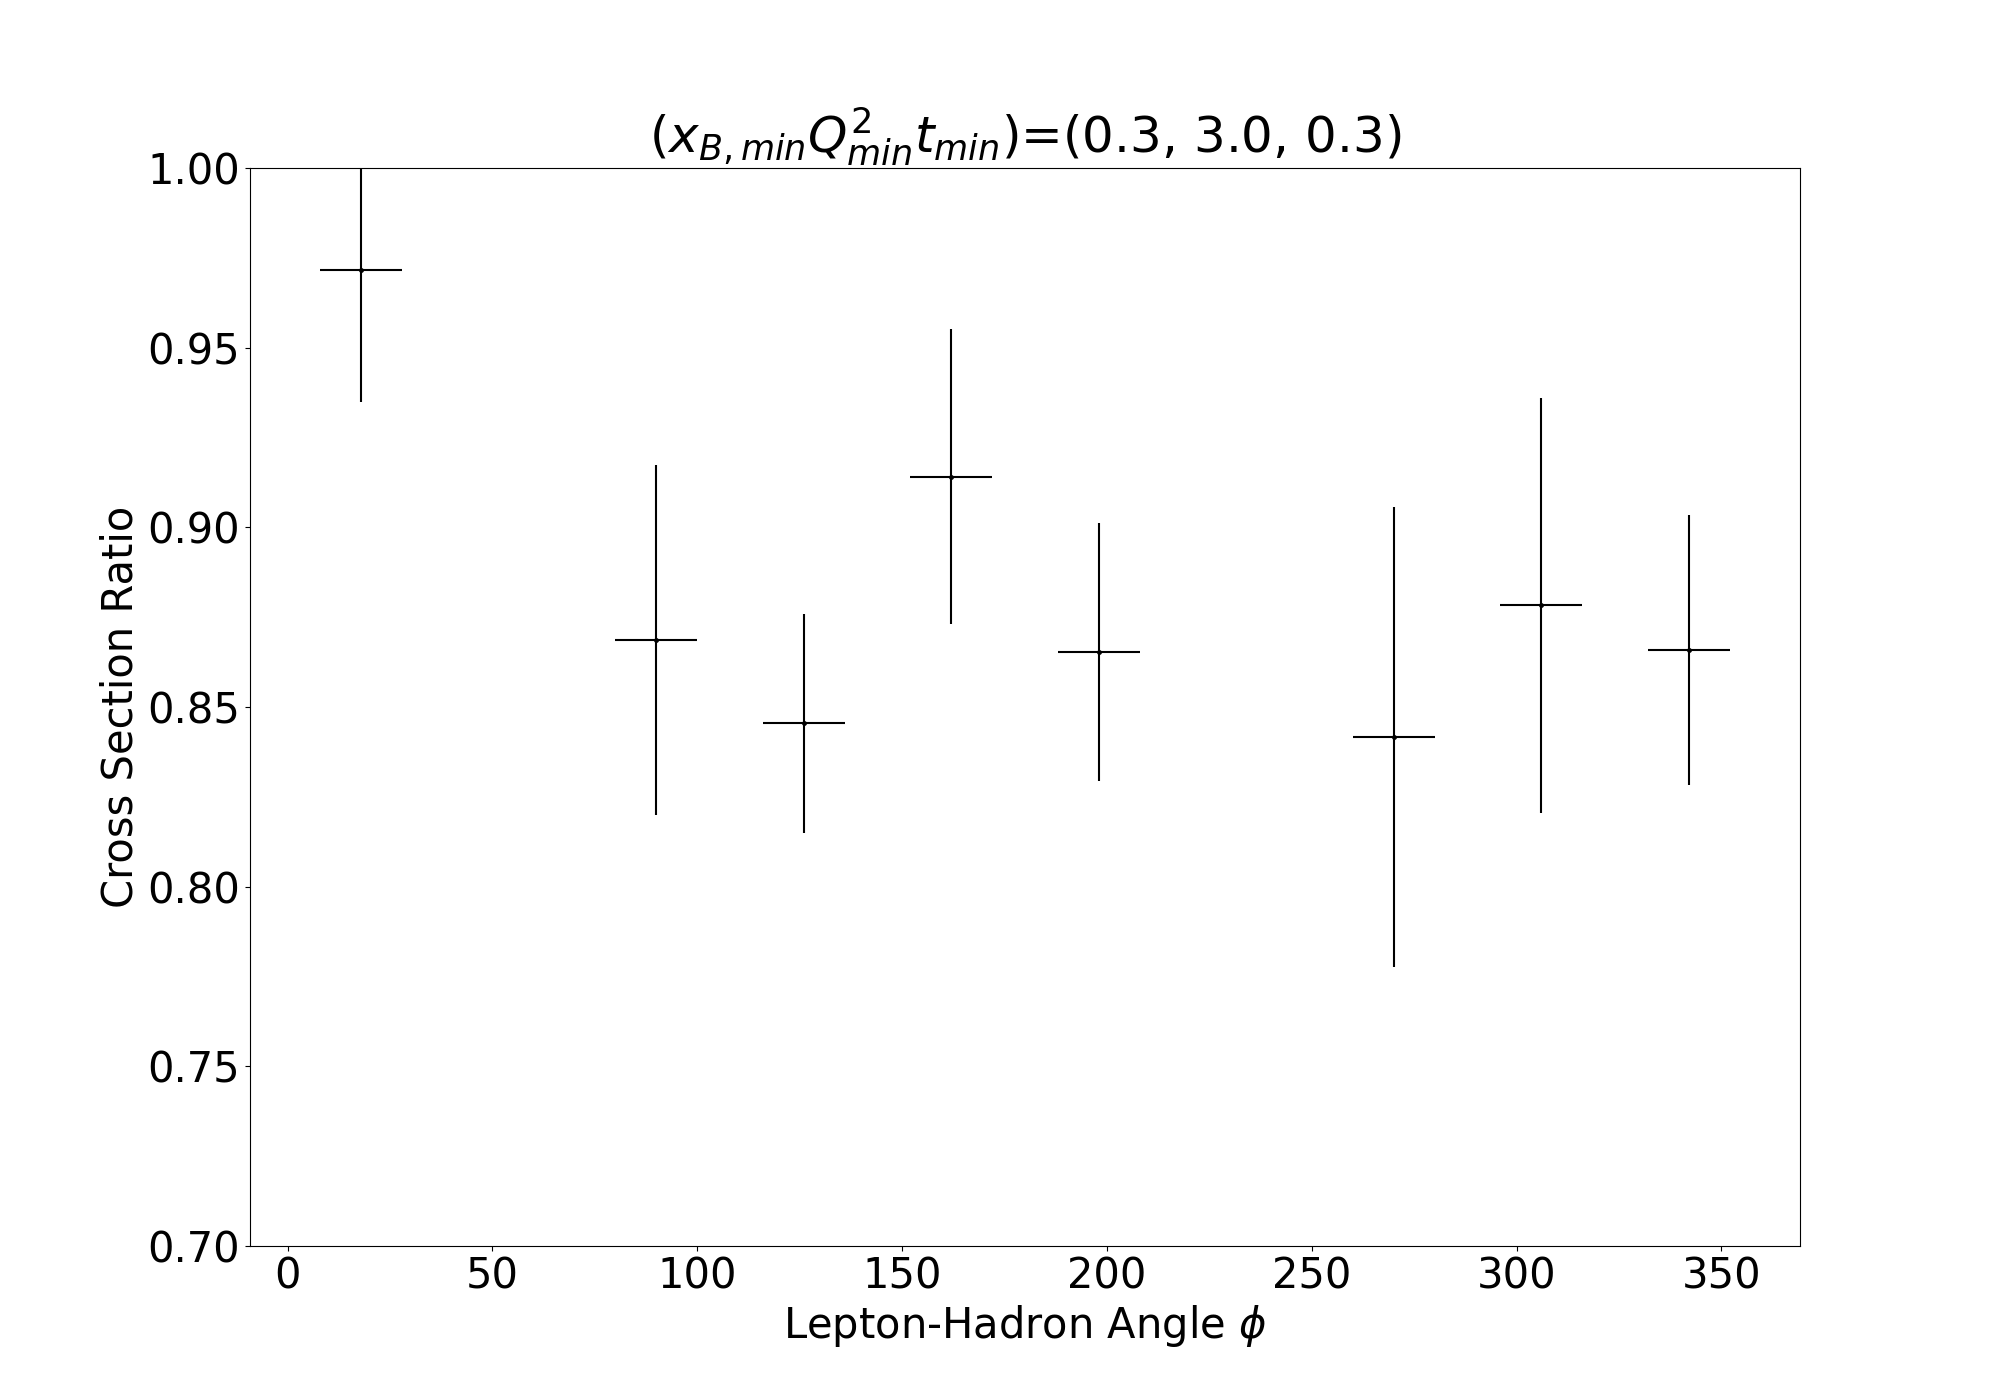 (x_{B, min}Q^2_{min}t_{min})=(0.3, 3.0, 0.3)
1.00
0.95
0.90
0.85
0.80
0.75
0.70
Cross Section Ratio
0 50 100 150 200 250 300 350
Lepton-Hadron Angle ϕ